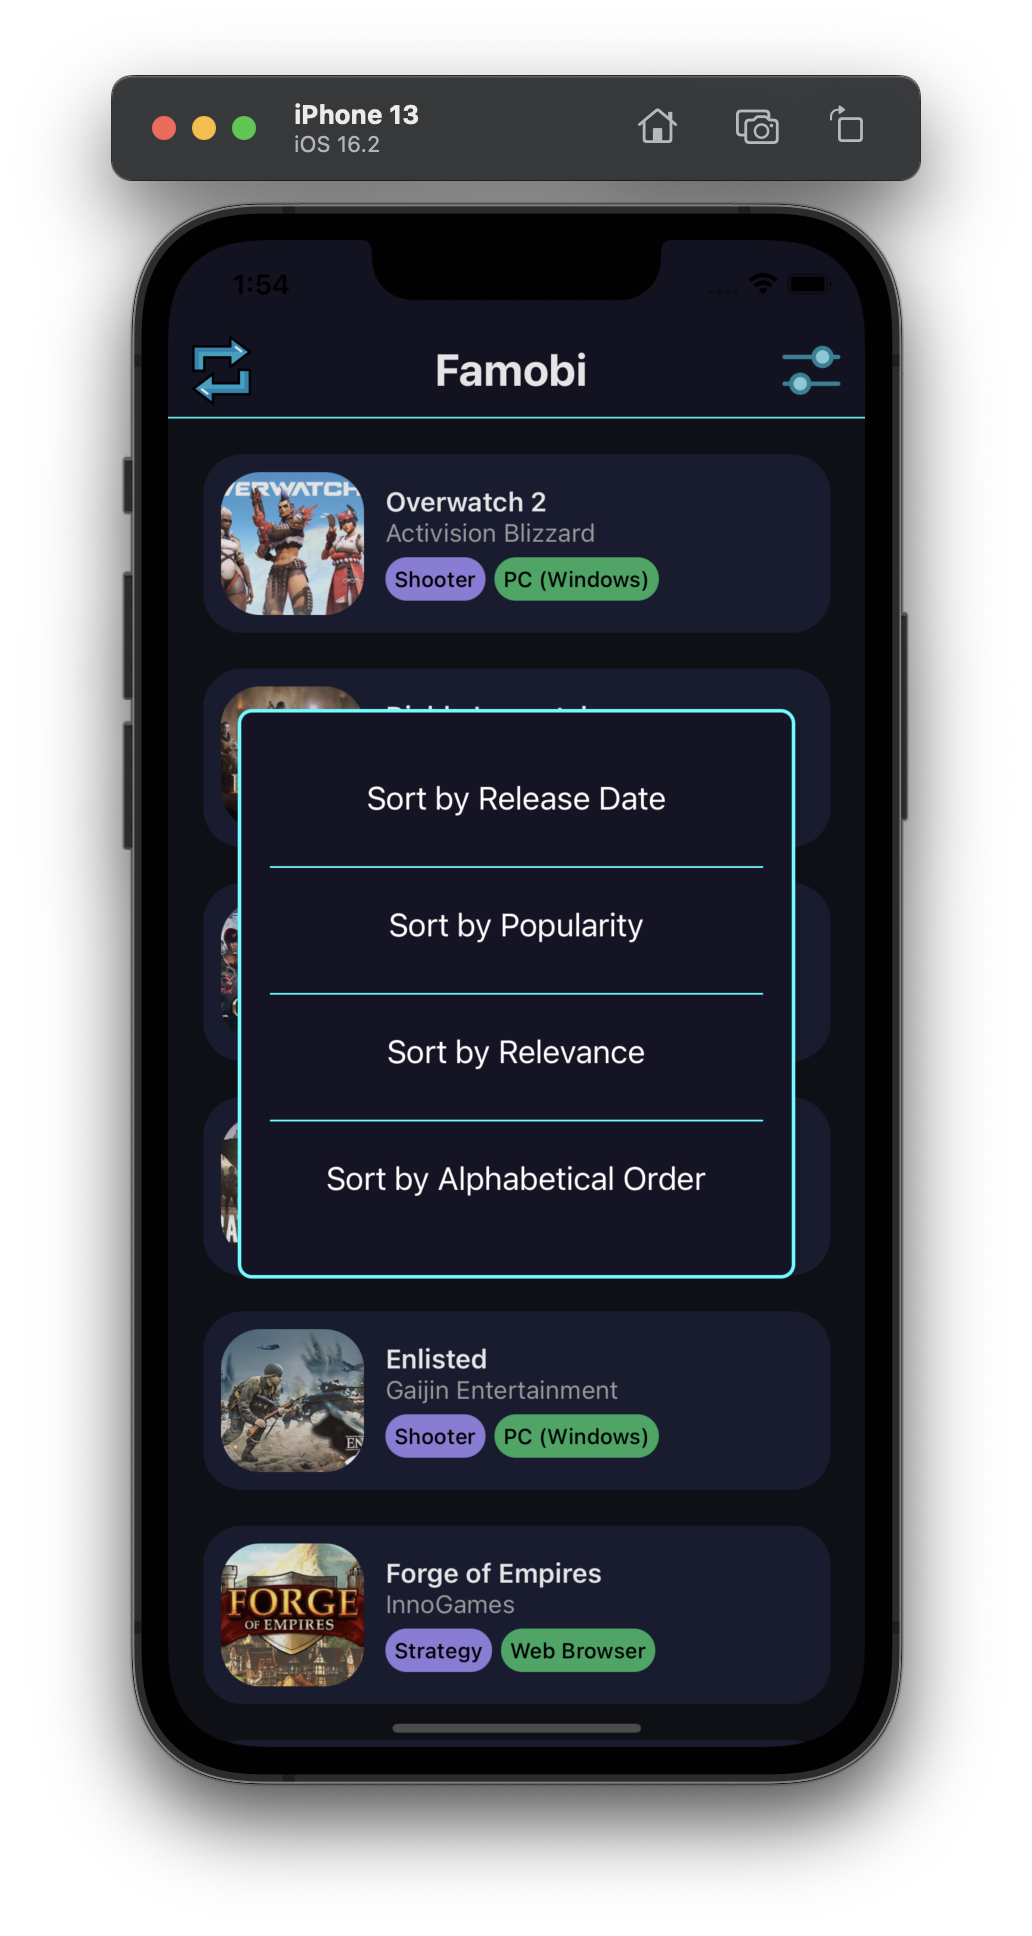 iPhone 13
iOS 16.2
1:54
Famobi
Overwatch 2
Activision Blizzard
Shooter PC (Windows)
Sort by Release Date
Sort by Popularity
Sort by Relevance
Sort by Alphabetical Order
Enlisted
Gaijin Entertainment
Shooter PC (Windows)
FORGE
OF EMPIRES
Forge of Empires
InnoGames
Strategy Web Browser